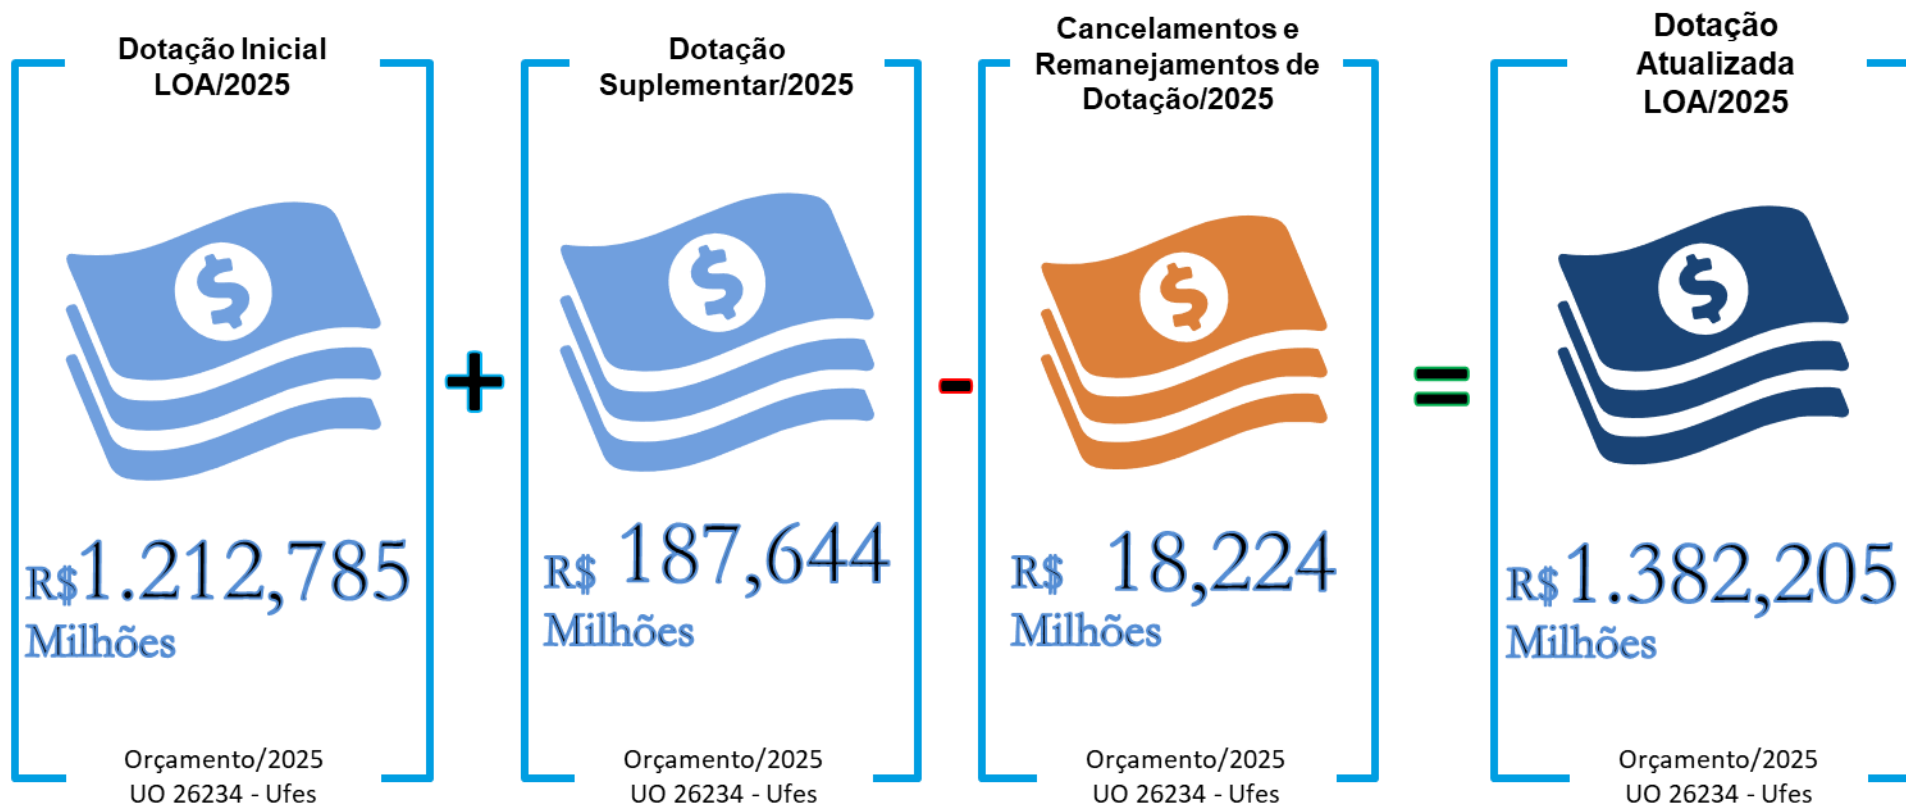 Dotação Inicial
LOA/2025
R$1.212,785
Milhões
Orçamento/2025
UO 26234 - Ufes
+
Dotação
Suplementar/2025
R$ 187,644
Milhões
Orçamento/2025
UO 26234 - Ufes
-
Cancelamentos e
Remanejamentos de
Dotação/2025
R$ 18,224
Milhões
Orçamento/2025
UO 26234 - Ufes
=
Dotação
Atualizada
LOA/2025
R$1.382,205
Milhões
Orçamento/2025
UO 26234 - Ufes